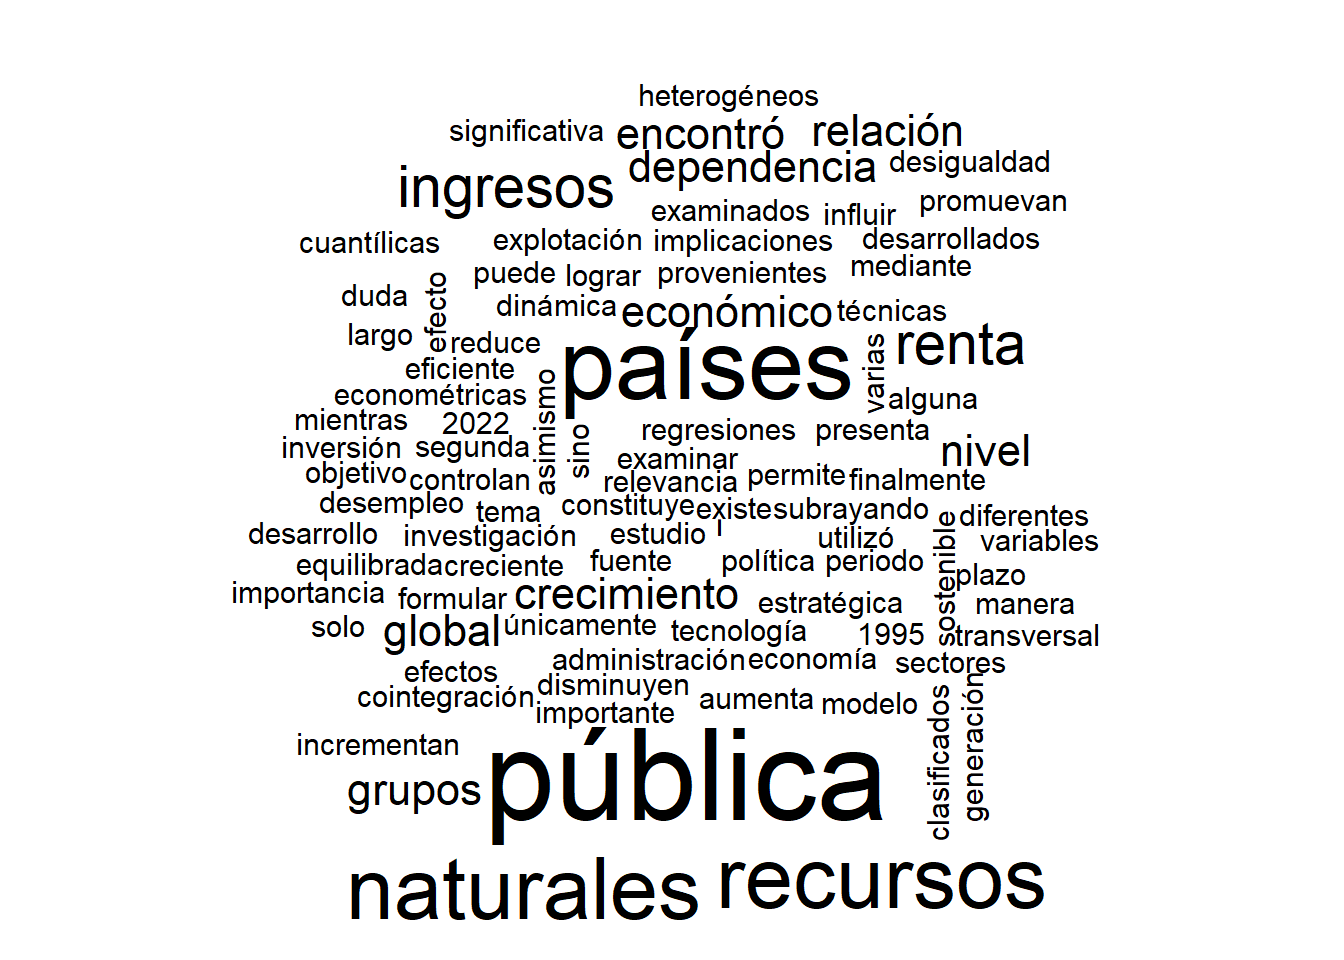 heterogéneos
significativa encontró relación
dependencia desigualdad
ingresos
examinados influir promuevan
cuantílicas explotación implicaciones desarrollados
puede lograr provenientes mediante
duda efecto dinámica económico técnicas
largo reduce países varias renta
eficiente
econométricas asimismo alguna
mientras 2022 sino regresiones presenta
inversión segunda examinar nivel
objetivo controlan relevancia permite finalmente
desempleo tema constituye existe subrayando diferentes
desarrollo investigación estudio l utilizó sostenible variables
equilibrada creciente fuente política periodo plazo
importancia formular crecimiento estratégica manera
solo global únicamente tecnología 1995 transversal
efectos administración economía sectores
cointegración disminuyen aumenta modelo clasificados generación
importante
incrementan
grupos pública
naturales recursos